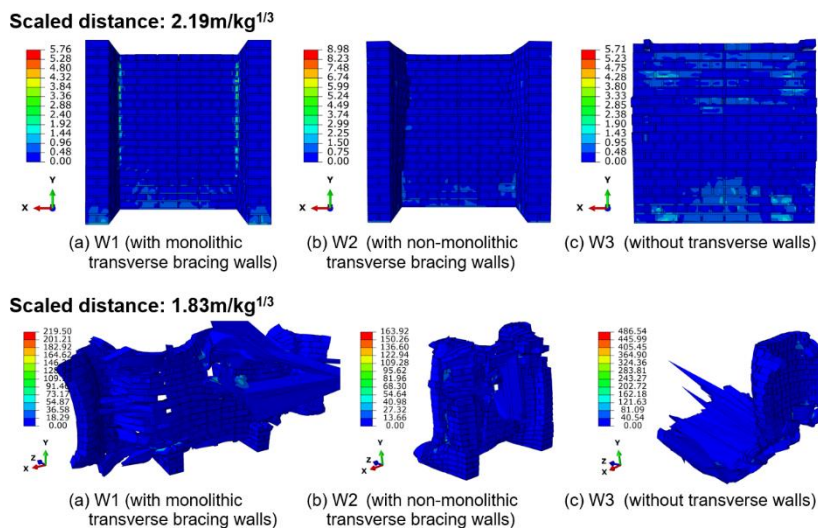 Scaled distance: 2.19m/kg1/3
5.76
5.28
4.80
4.32
3.84
3.36
2.88
2.40
1.92
1.44
0.96
0.48
0.00
Y
X
(a) W1 (with monolithic
transverse bracing walls)
8.98
8.23
7.48
6.74
5.99
5.24
4.49
3.74
2.99
2.25
1.50
0.75
0.00
Y
X
(b) W2 (with non-monolithic
transverse bracing walls)
5.71
5.23
4.75
4.28
3.80
3.33
2.85
2.38
1.90
1.43
0.95
0.48
0.00
Y
X
(c) W3 (without transverse walls)
Scaled distance: 1.83m/kg1/3
219.50
201.21
182.92
73.17
54.87
36.58
18.29
0.00
Y
Z
X
(a) W1 (with monolithic
transverse bracing walls)
163.92
150.26
136.60
122.94
109.28
95.62
81.96
68.30
54.64
40.98
27.32
13.66
0.00
Y
Z
X
(b) W2 (with non-monolithic
transverse bracing walls)
486.54
445.99
405.45
364.90
324.36
283.81
243.27
202.72
162.18
121.63
81.09
40.54
0.00
Y
Z
X
(c) W3 (without transverse walls)